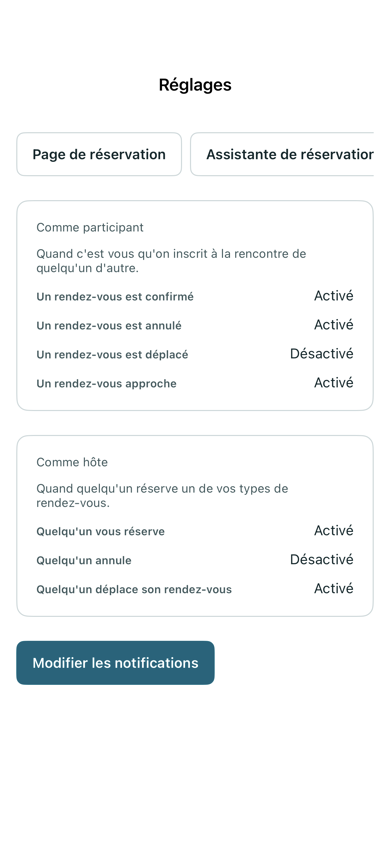 Réglages
Page de réservation
Assistante de réservation
Comme participant
Quand c'est vous qu'on inscrit à la rencontre de
quelqu'un d'autre.
Un rendez-vous est confirmé Activé
Un rendez-vous est annulé Activé
Un rendez-vous est déplacé Désactivé
Un rendez-vous approche Activé
Comme hôte
Quand quelqu'un réserve un de vos types de
rendez-vous.
Quelqu'un vous réserve Activé
Quelqu'un annule Désactivé
Quelqu'un déplace son rendez-vous Activé
Modifier les notifications